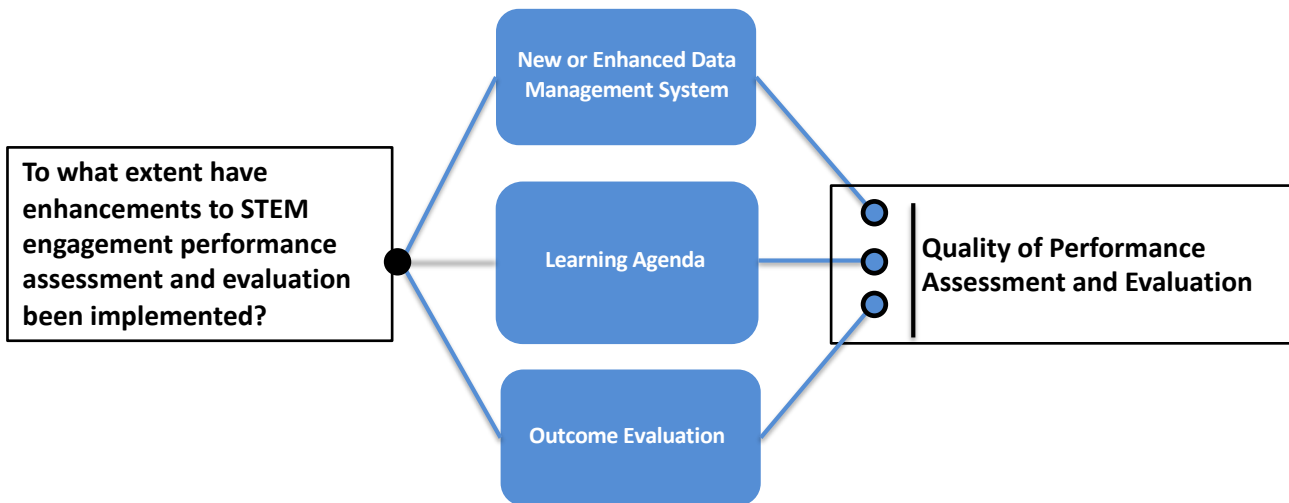 To what extent have
enhancements to STEM
engagement performance
assessment and evaluation
been implemented?
New or Enhanced Data
Management System
Learning Agenda
Outcome Evaluation
Quality of Performance
Assessment and Evaluation